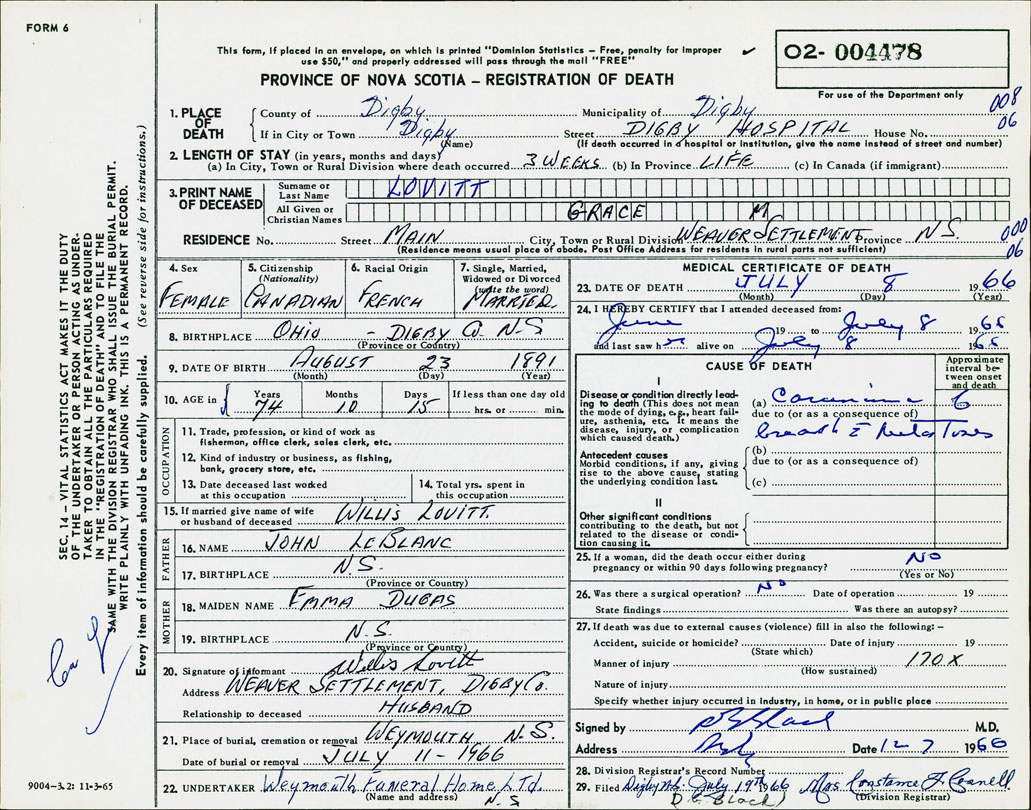 FORM 6
This form, if placed in an envelope, on which is printed "Dominion Statistics – Free, penalty for improper
use $50," and properly addressed will pass through the mail "FREE"
02- 004478
PROVINCE OF NOVA SCOTIA – REGISTRATION OF DEATH
For use of the Department only
SEC. 14 – VITAL STATISTICS ACT MAKES IT THE DUTY
OF THE UNDERTAKER OR PERSON ACTING AS UNDER-
TAKER TO OBTAIN ALL THE PARTICULARS REQUIRED
IN THE "REGISTRATION OF DEATH" AND TO FILE THE
SAME WITH THE DIVISION REGISTRAR WHO SHALL ISSUE THE BURIAL PERMIT.
WRITE PLAINLY WITH UNFADING INK. THIS IS A PERMANENT RECORD.
Every item of information should be carefully supplied. (See reverse side for instructions.)
1. PLACE OF DEATH
County of Digby Municipality of Digby 008
If in City or Town Digby (Name) Street DIGBY HOSPITAL House No. 06
(If death occurred in a hospital or institution, give the name instead of street and number)
2. LENGTH OF STAY (in years, months and days)
(a) In City, Town or Rural Division where death occurred 3 WEEKS (b) In Province LIFE (c) In Canada (if immigrant)
3. PRINT NAME OF DECEASED
Surname or Last Name LOVITT
All Given or Christian Names GRACE M
RESIDENCE No. Street MAIN City, Town or Rural Division WEAVER SETTLEMENT Province N.S. 000
(Residence means usual place of abode. Post Office Address for residents in rural parts not sufficient) 06
4. Sex FEMALE
5. Citizenship (Nationality) CANADIAN
6. Racial Origin FRENCH
7. Single, Married, Widowed or Divorced (write the word) MARRIED
8. BIRTHPLACE OHIO – DIGBY CO. N.S
(Province or Country)
9. DATE OF BIRTH AUGUST 23 1891
(Month) (Day) (Year)
10. AGE in Years 74 Months 10 Days 15 If less than one day old hrs. or min.
OCCUPATION
11. Trade, profession, or kind of work as
fisherman, office clerk, sales clerk, etc.
12. Kind of industry or business, as fishing,
bank, grocery store, etc.
13. Date deceased last worked
at this occupation
14. Total yrs. spent in
this occupation
15. If married give name of wife
or husband of deceased WILLIS LOVITT.
FATHER
16. NAME JOHN LEBLANC
17. BIRTHPLACE N.S.
(Province or Country)
MOTHER
18. MAIDEN NAME EMMA DUGAS
19. BIRTHPLACE N.S.
(Province or Country)
20. Signature of informant Willis Lovitt
Address WEAVER SETTLEMENT, DIGBY CO.
Relationship to deceased HUSBAND
21. Place of burial, cremation or removal WEYMOUTH N.S.
Date of burial or removal JULY 11 – 1966
22. UNDERTAKER Weymouth Funeral Home LTD.
(Name and address) N.S
9004–3.2: 11-3-65
MEDICAL CERTIFICATE OF DEATH
23. DATE OF DEATH JULY 8 1966
(Month) (Day) (Year)
24. I HEREBY CERTIFY that I attended deceased from:
June 19 to July 8 1966
and last saw h er alive on July 8 1966
CAUSE OF DEATH
Approximate interval between onset and death
I
Disease or condition directly leading to death (This does not mean the mode of dying, e.g., heart failure, asthenia, etc. It means the disease, injury, or complication which caused death.)
(a) Carcinoma 6
due to (or as a consequence of)
breast
Antecedent causes
Morbid conditions, if any, giving rise to the above cause, stating the underlying condition last.
(b)
due to (or as a consequence of)
(c)
II
Other significant conditions
contributing to the death, but not related to the disease or condition causing it.
25. If a woman, did the death occur either during
pregnancy or within 90 days following pregnancy? NO
(Yes or No)
26. Was there a surgical operation? NO Date of operation 19
State findings Was there an autopsy?
27. If death was due to external causes (violence) fill in also the following: –
Accident, suicide or homicide? Date of injury 19
(State which)
Manner of injury 170X
(How sustained)
Nature of injury
Specify whether injury occurred in industry, in home, or in public place
Signed by Black M.D.
Address Digby Date 12 7 1966
28. Division Registrar's Record Number
29. Filed Digby N.S. July 19th 1966 Mrs. Constance
(Division Registrar)